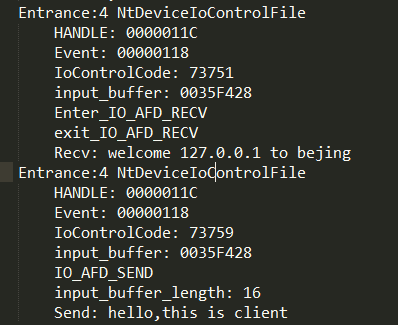 Entrance:4 NtDeviceIoControlFile
HANDLE: 0000011C
Event: 00000118
IoControlCode: 73751
input_buffer: 0035F428
Enter_IO_AFD_RECV
exit_IO_AFD_RECV
Recv: welcome 127.0.0.1 to bejing
Entrance:4 NtDeviceIoControlFile
HANDLE: 0000011C
Event: 00000118
IoControlCode: 73759
input_buffer: 0035F428
IO_AFD_SEND
input_buffer_length: 16
Send: hello,this is client